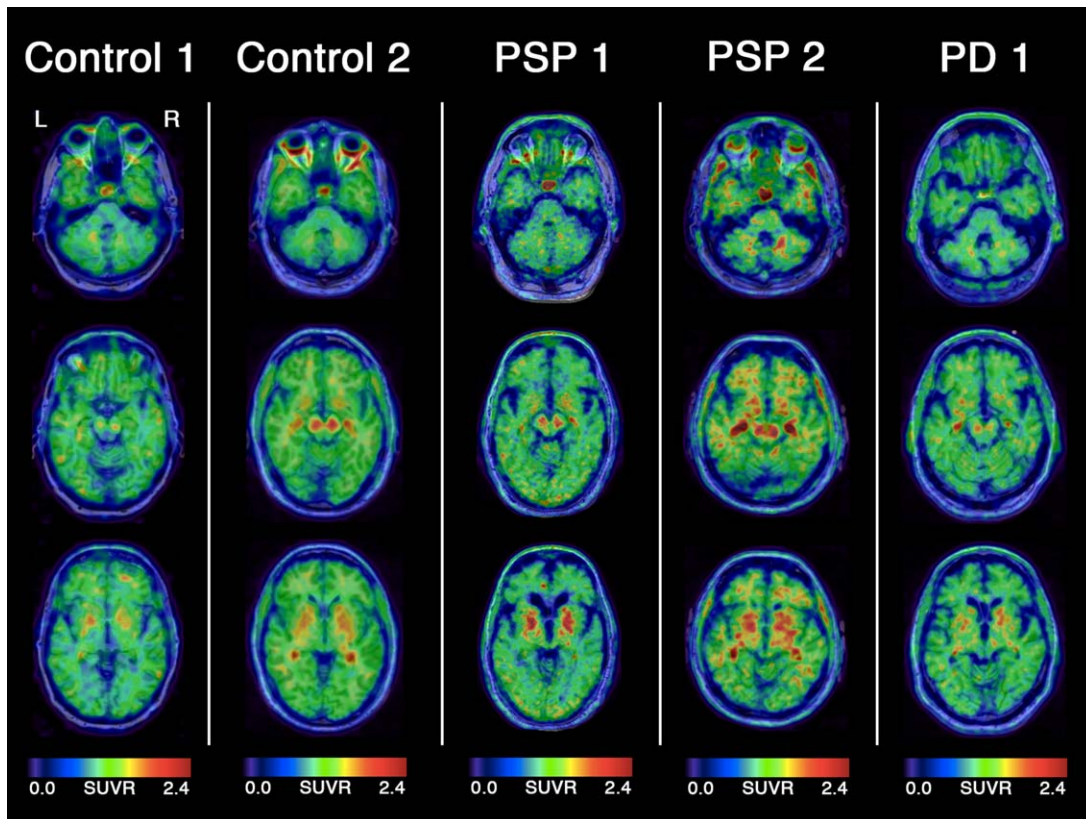 Control 1 Control 2 PSP 1 PSP 2 PD 1
L R
0.0 SUVR 2.4 0.0 SUVR 2.4 0.0 SUVR 2.4 0.0 SUVR 2.4 0.0 SUVR 2.4